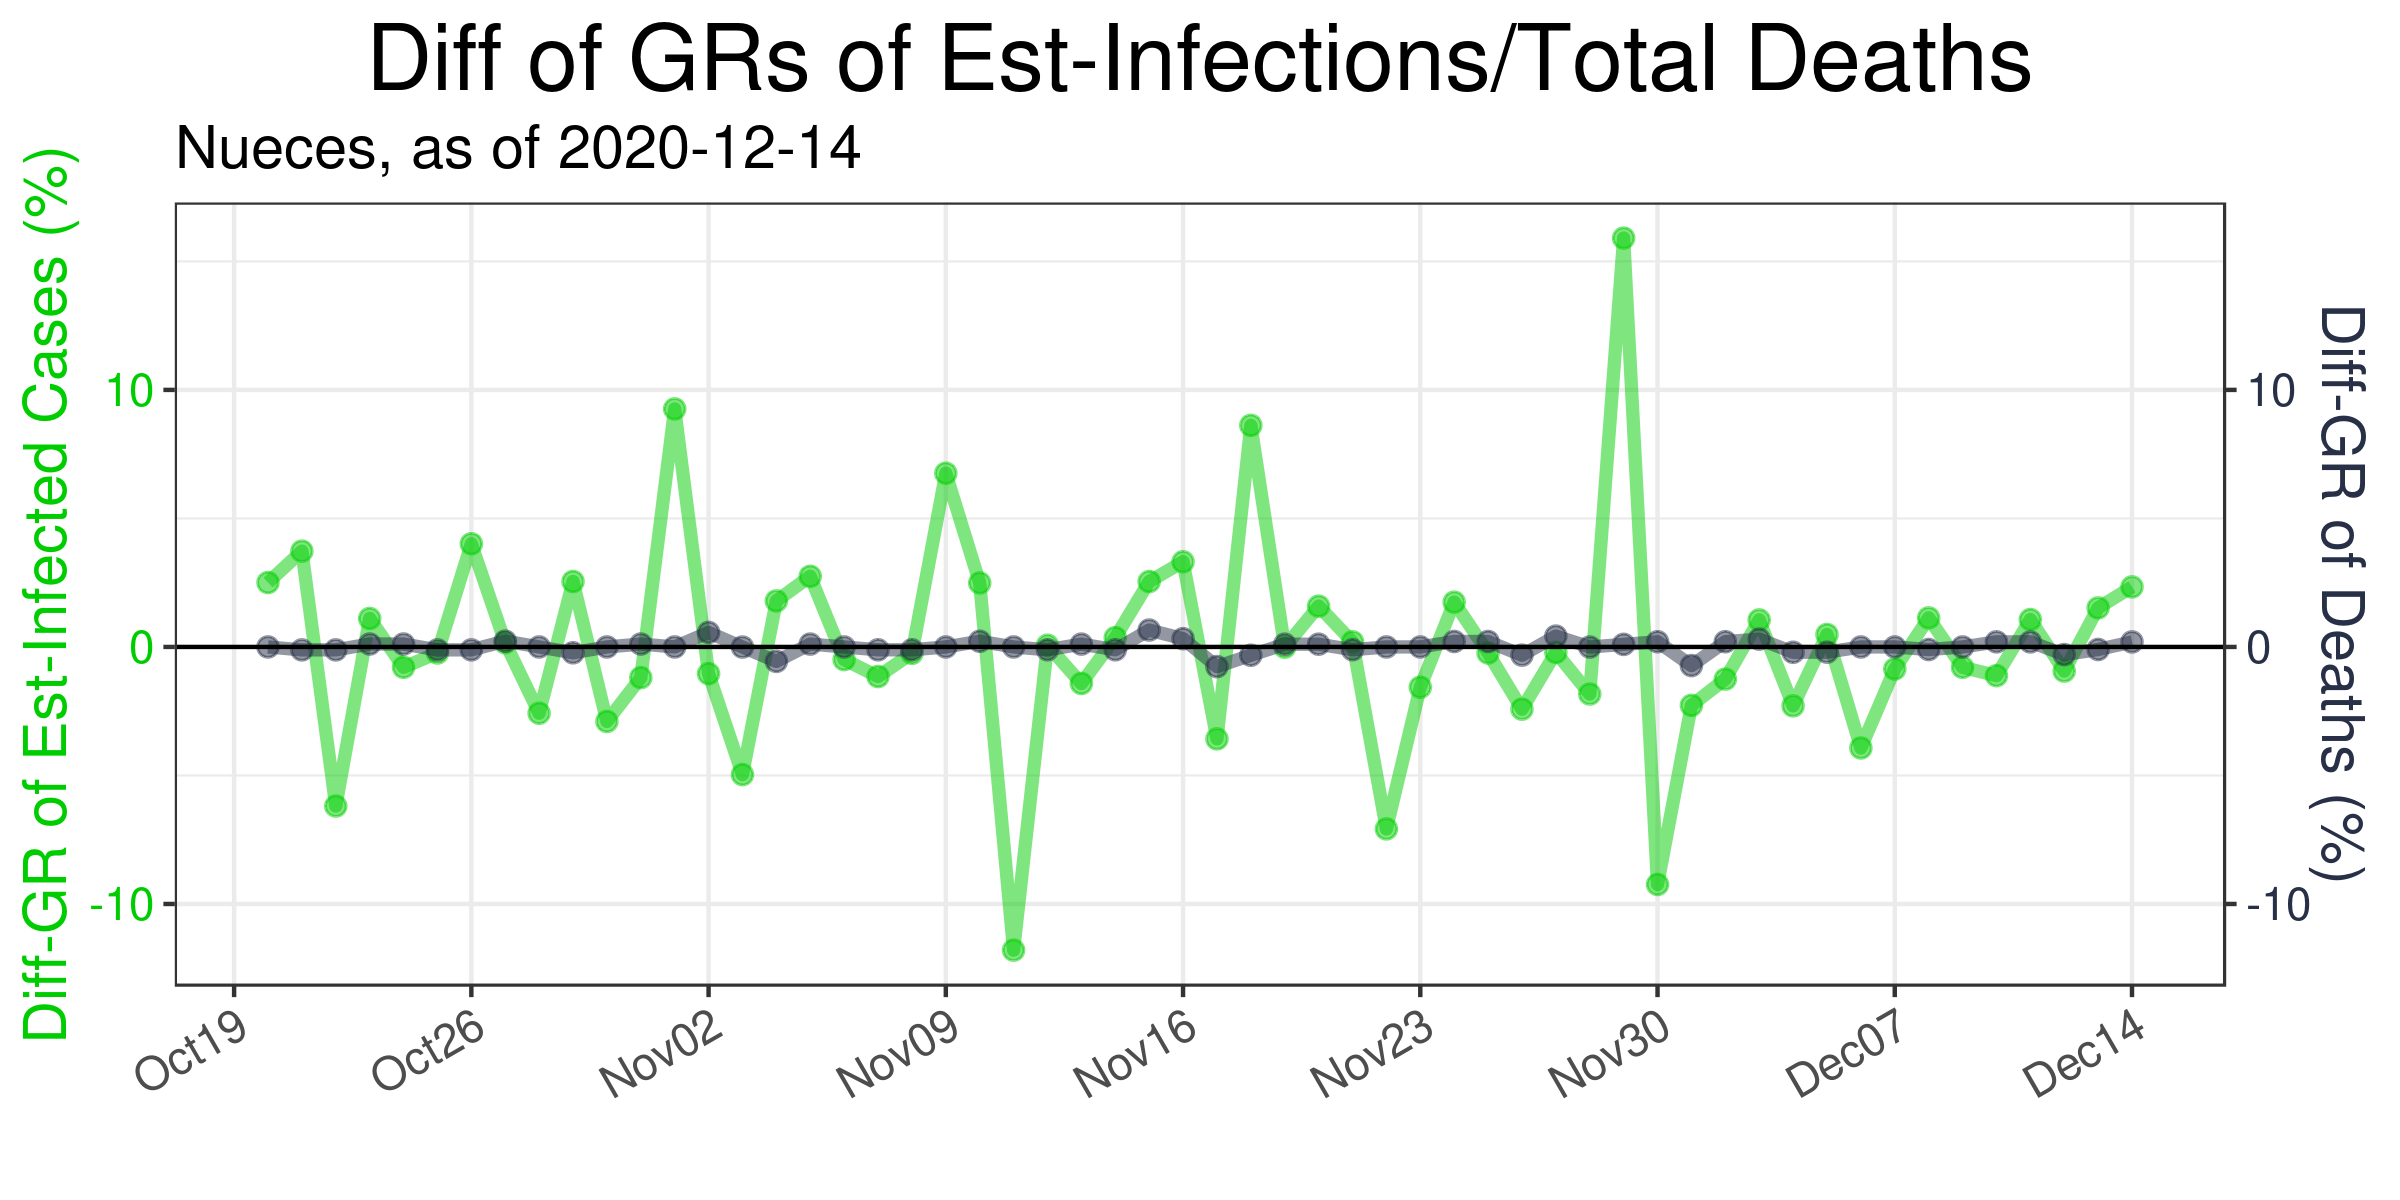 Diff of GRs of Est-Infections/Total Deaths
Nueces, as of 2020-12-14
Diff-GR of Est-Infected Cases (%)
10
0
-10
10
0
-10
Diff-GR of Deaths (%)
Oct19
Oct26
Nov02
Nov09
Nov16
Nov23
Nov30
Dec07
Dec14